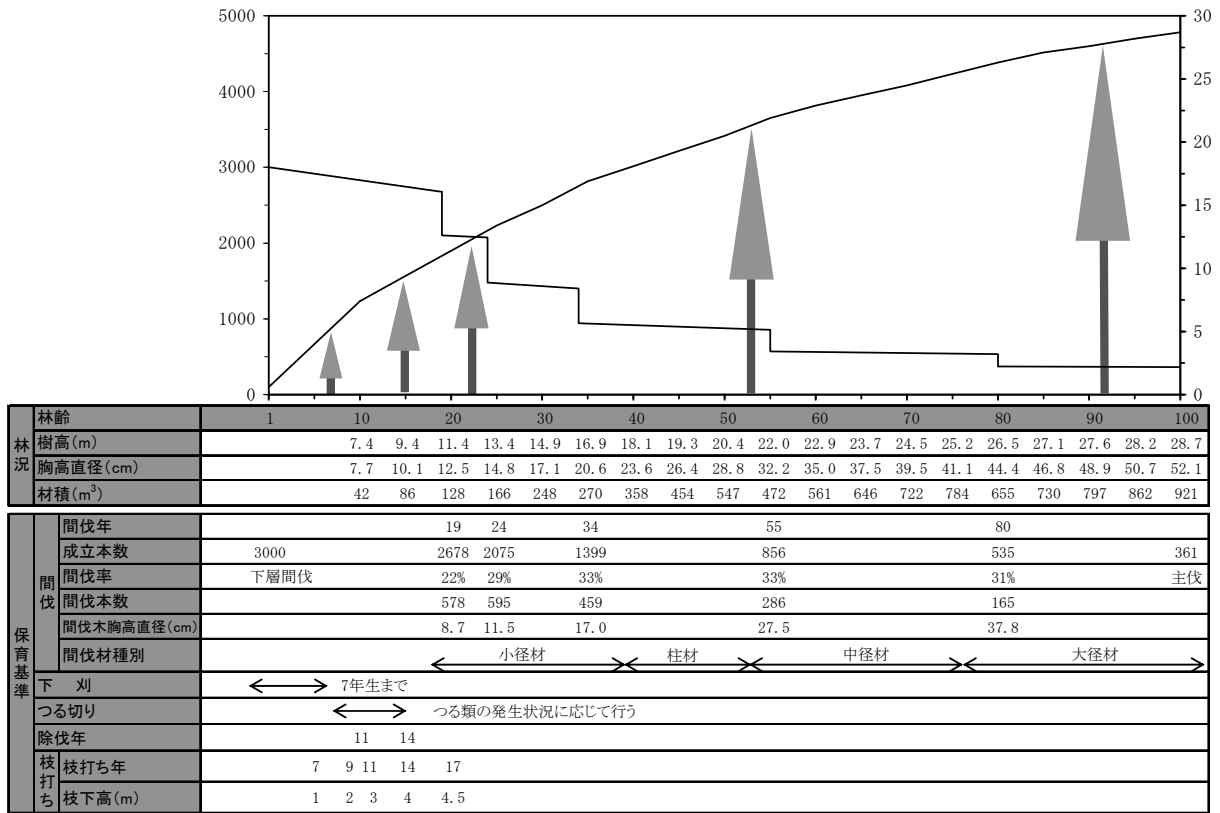 5000
4000
3000
2000
1000
0
30
25
20
15
10
5
0
林況
林齢 1 10 20 30 40 50 60 70 80 90 100
樹高(m) 7.4 9.4 11.4 13.4 14.9 16.9 18.1 19.3 20.4 22.0 22.9 23.7 24.5 25.2 26.5 27.1 27.6 28.2 28.7
胸高直径(cm) 7.7 10.1 12.5 14.8 17.1 20.6 23.6 26.4 28.8 32.2 35.0 37.5 39.5 41.1 44.4 46.8 48.9 50.7 52.1
材積(m³) 42 86 128 166 248 270 358 454 547 472 561 646 722 784 655 730 797 862 921
保育基準
間伐
間伐年 19 24 34 55 80
成立本数 3000 2678 2075 1399 856 535 361
間伐率 下層間伐 22% 29% 33% 33% 31% 主伐
間伐本数 578 595 459 286 165
間伐木胸高直径(cm) 8.7 11.5 17.0 27.5 37.8
間伐材種別 小径材 柱材 中径材 大径材
下 刈 7年生まで
つる切り つる類の発生状況に応じて行う
除伐年 11 14
枝打ち
枝打ち年 7 9 11 14 17
枝下高(m) 1 2 3 4 4.5